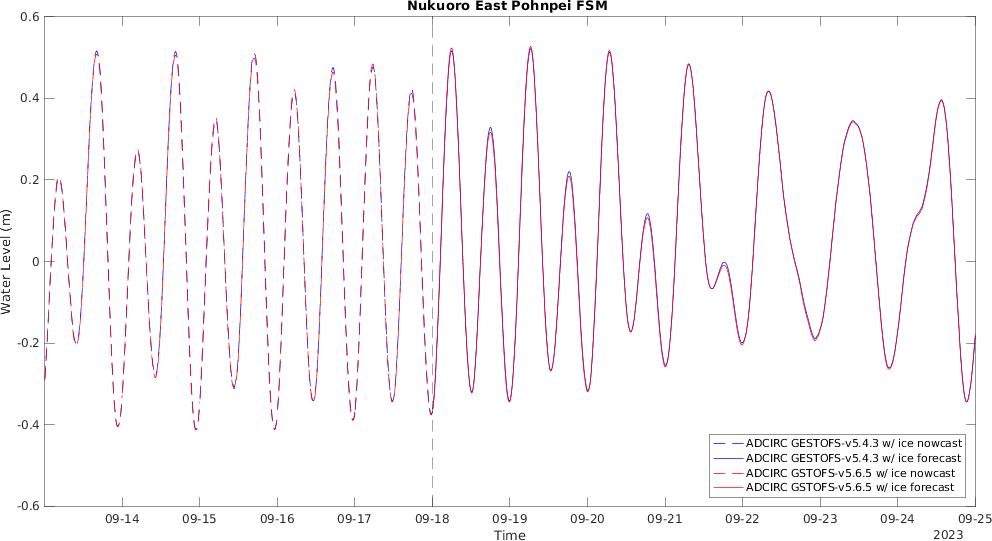 Nukuoro East Pohnpei FSM
0.6
0.4
0.2
0
-0.2
-0.4
-0.6
Water Level (m)
ADCIRC GESTOFS-v5.4.3 w/ ice nowcast
ADCIRC GESTOFS-v5.4.3 w/ ice forecast
ADCIRC GSTOFS-v5.6.5 w/ ice nowcast
ADCIRC GSTOFS-v5.6.5 w/ ice forecast
09-14 09-15 09-16 09-17 09-18 09-19 09-20 09-21 09-22 09-23 09-24 09-25
Time
2023